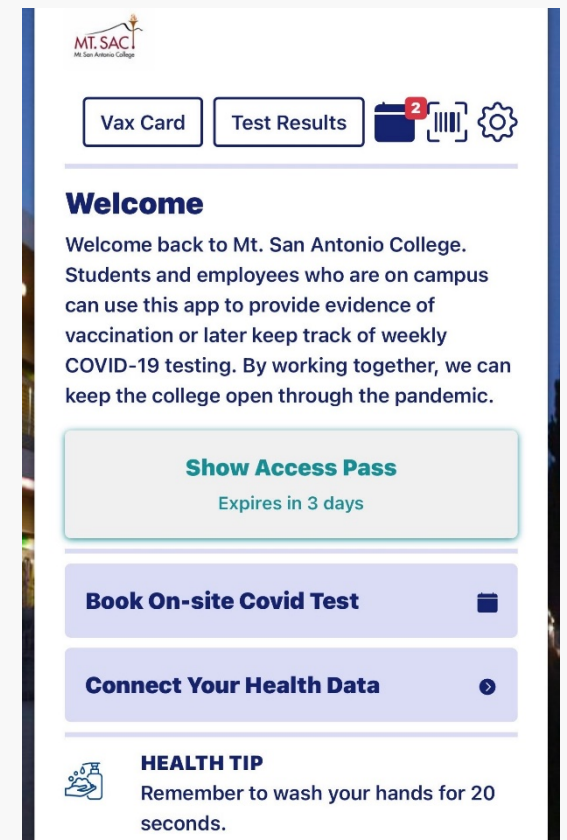 MT. SAC
Mt. San Antonio College
Vax Card
Test Results
2
Welcome
Welcome back to Mt. San Antonio College.
Students and employees who are on campus
can use this app to provide evidence of
vaccination or later keep track of weekly
COVID-19 testing. By working together, we can
keep the college open through the pandemic.
Show Access Pass
Expires in 3 days
Book On-site Covid Test
Connect Your Health Data
HEALTH TIP
Remember to wash your hands for 20
seconds.